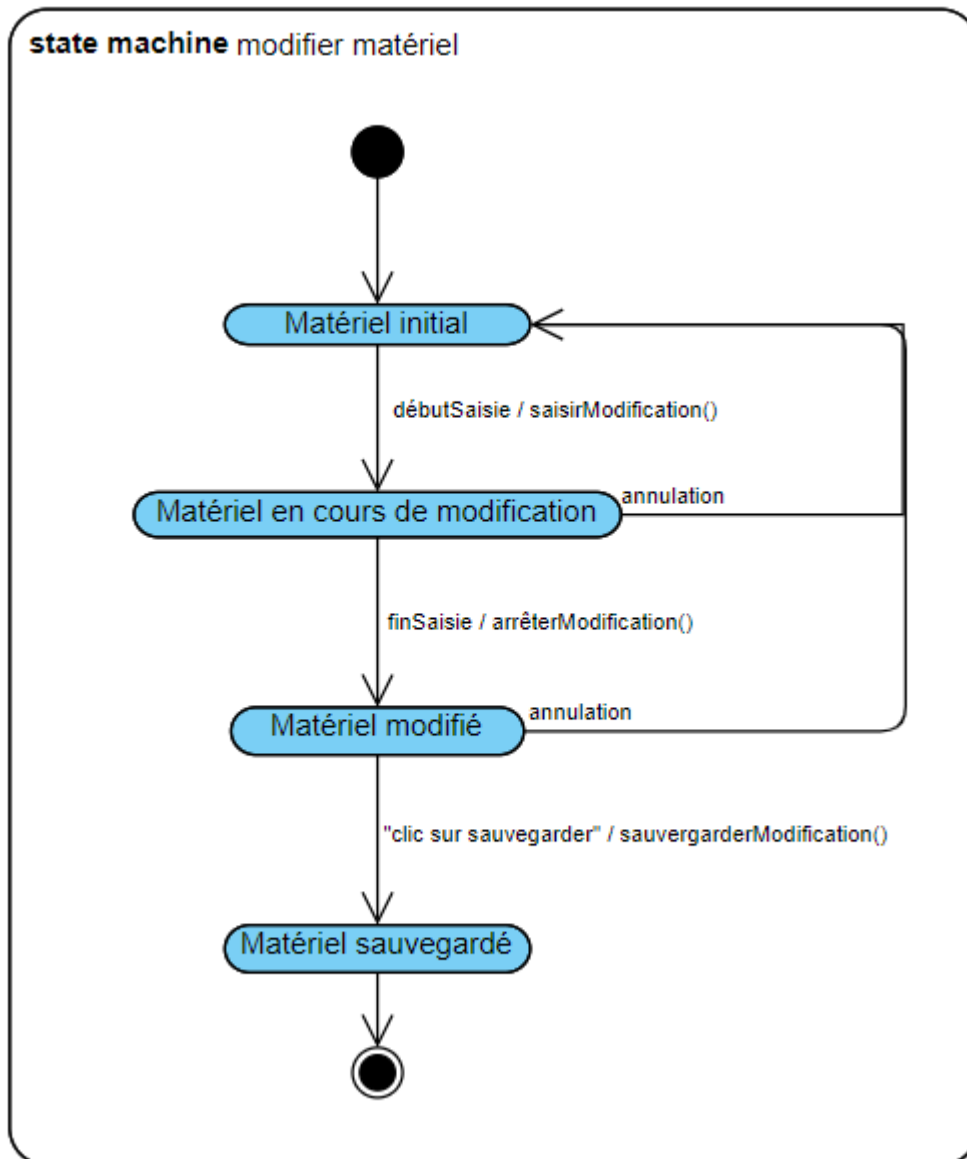 state machine modifier matériel
Matériel initial
débutSaisie / saisirModification()
Matériel en cours de modification
annulation
finSaisie / arrêterModification()
Matériel modifié
annulation
"clic sur sauvegarder" / sauvergarderModification()
Matériel sauvegardé